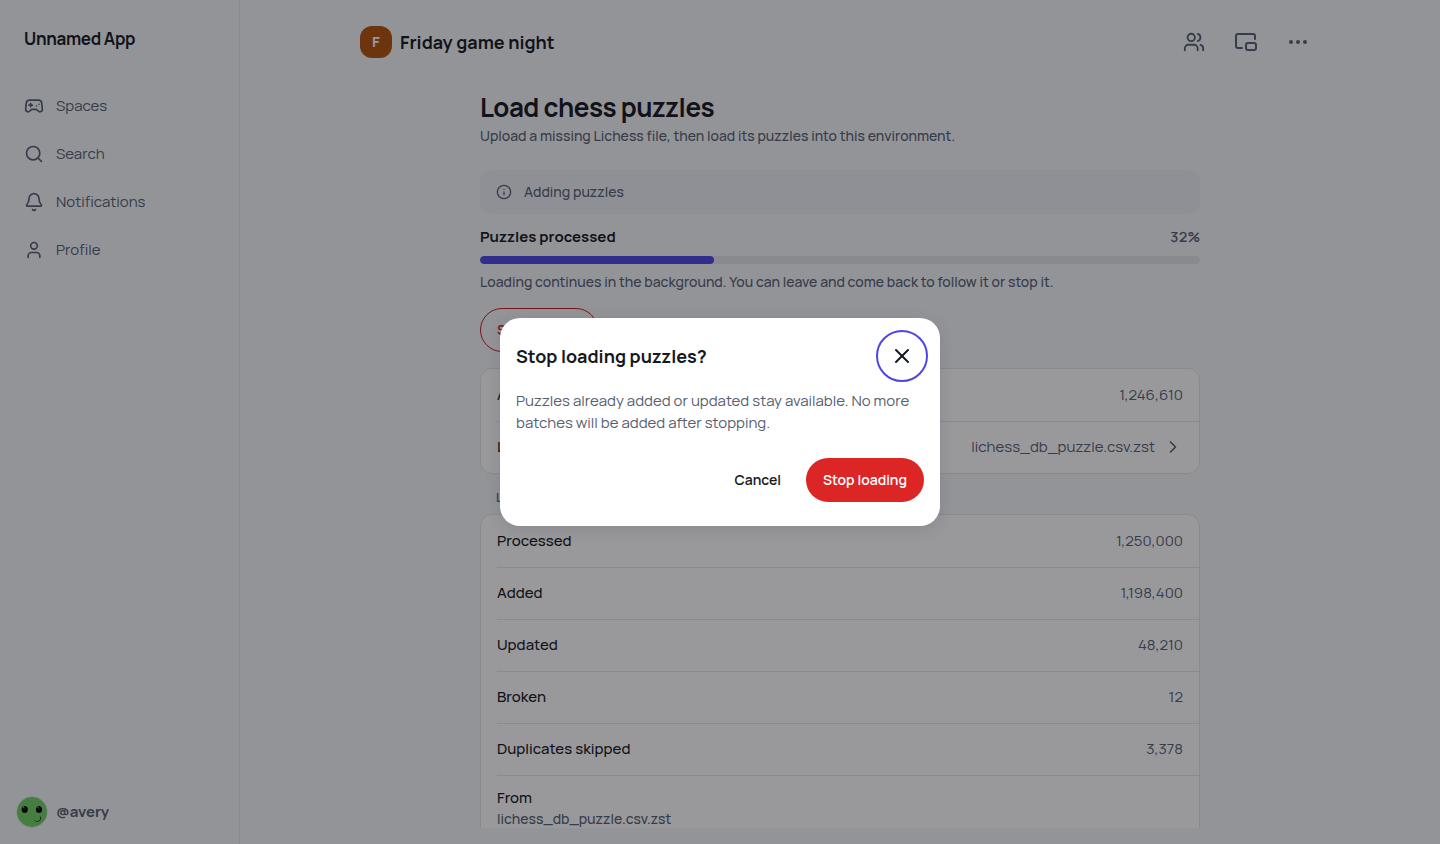 Unnamed App
Spaces
Search
Notifications
Profile
@avery
F
Friday game night
Load chess puzzles
Upload a missing Lichess file, then load its puzzles into this environment.
Adding puzzles
Puzzles processed
32%
Loading continues in the background. You can leave and come back to follow it or stop it.
Stop loading puzzles?
Puzzles already added or updated stay available. No more
batches will be added after stopping.
Cancel
Stop loading
1,246,610
lichess_db_puzzle.csv.zst
Processed
1,250,000
Added
1,198,400
Updated
48,210
Broken
12
Duplicates skipped
3,378
From
lichess_db_puzzle.csv.zst